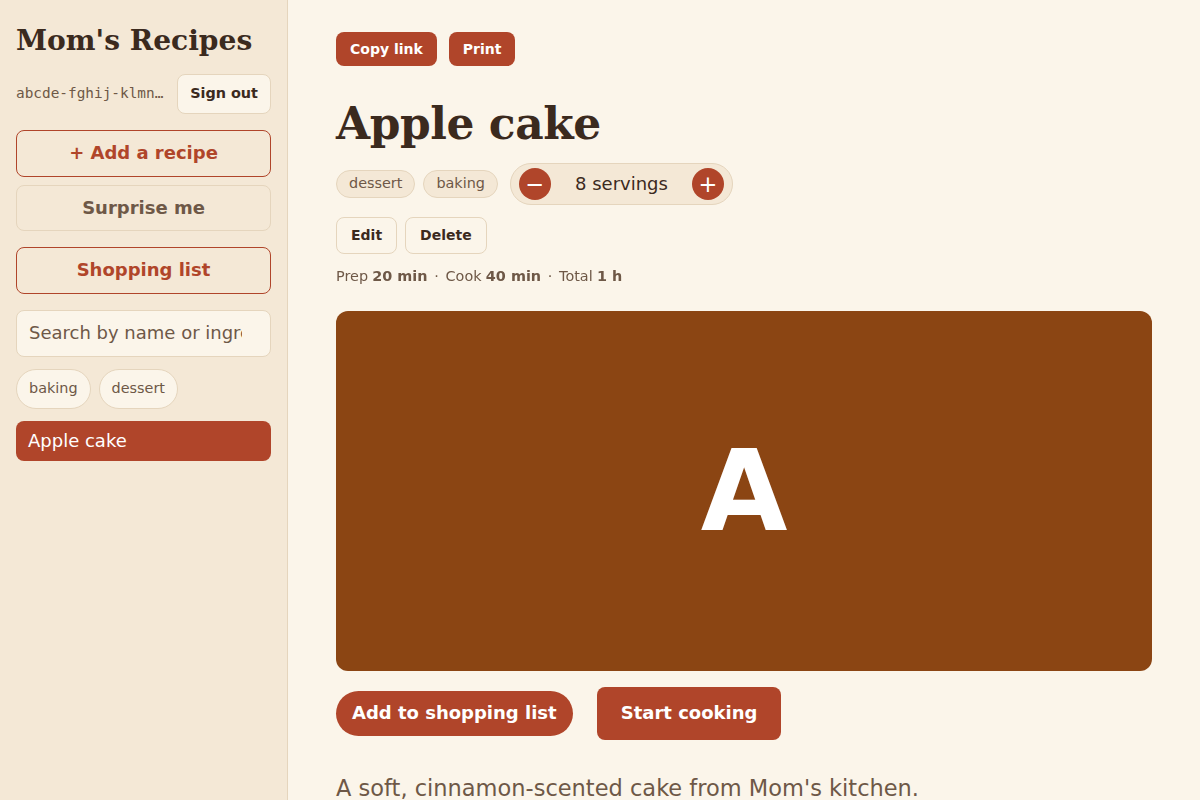 Mom's Recipes
abcde-fghij-klmn…
Sign out
+ Add a recipe
Surprise me
Shopping list
Search by name or ingr
baking
dessert
Apple cake
Copy link
Print
Apple cake
dessert
baking
− 8 servings +
Edit
Delete
Prep 20 min · Cook 40 min · Total 1 h
A
Add to shopping list
Start cooking
A soft, cinnamon-scented cake from Mom's kitchen.